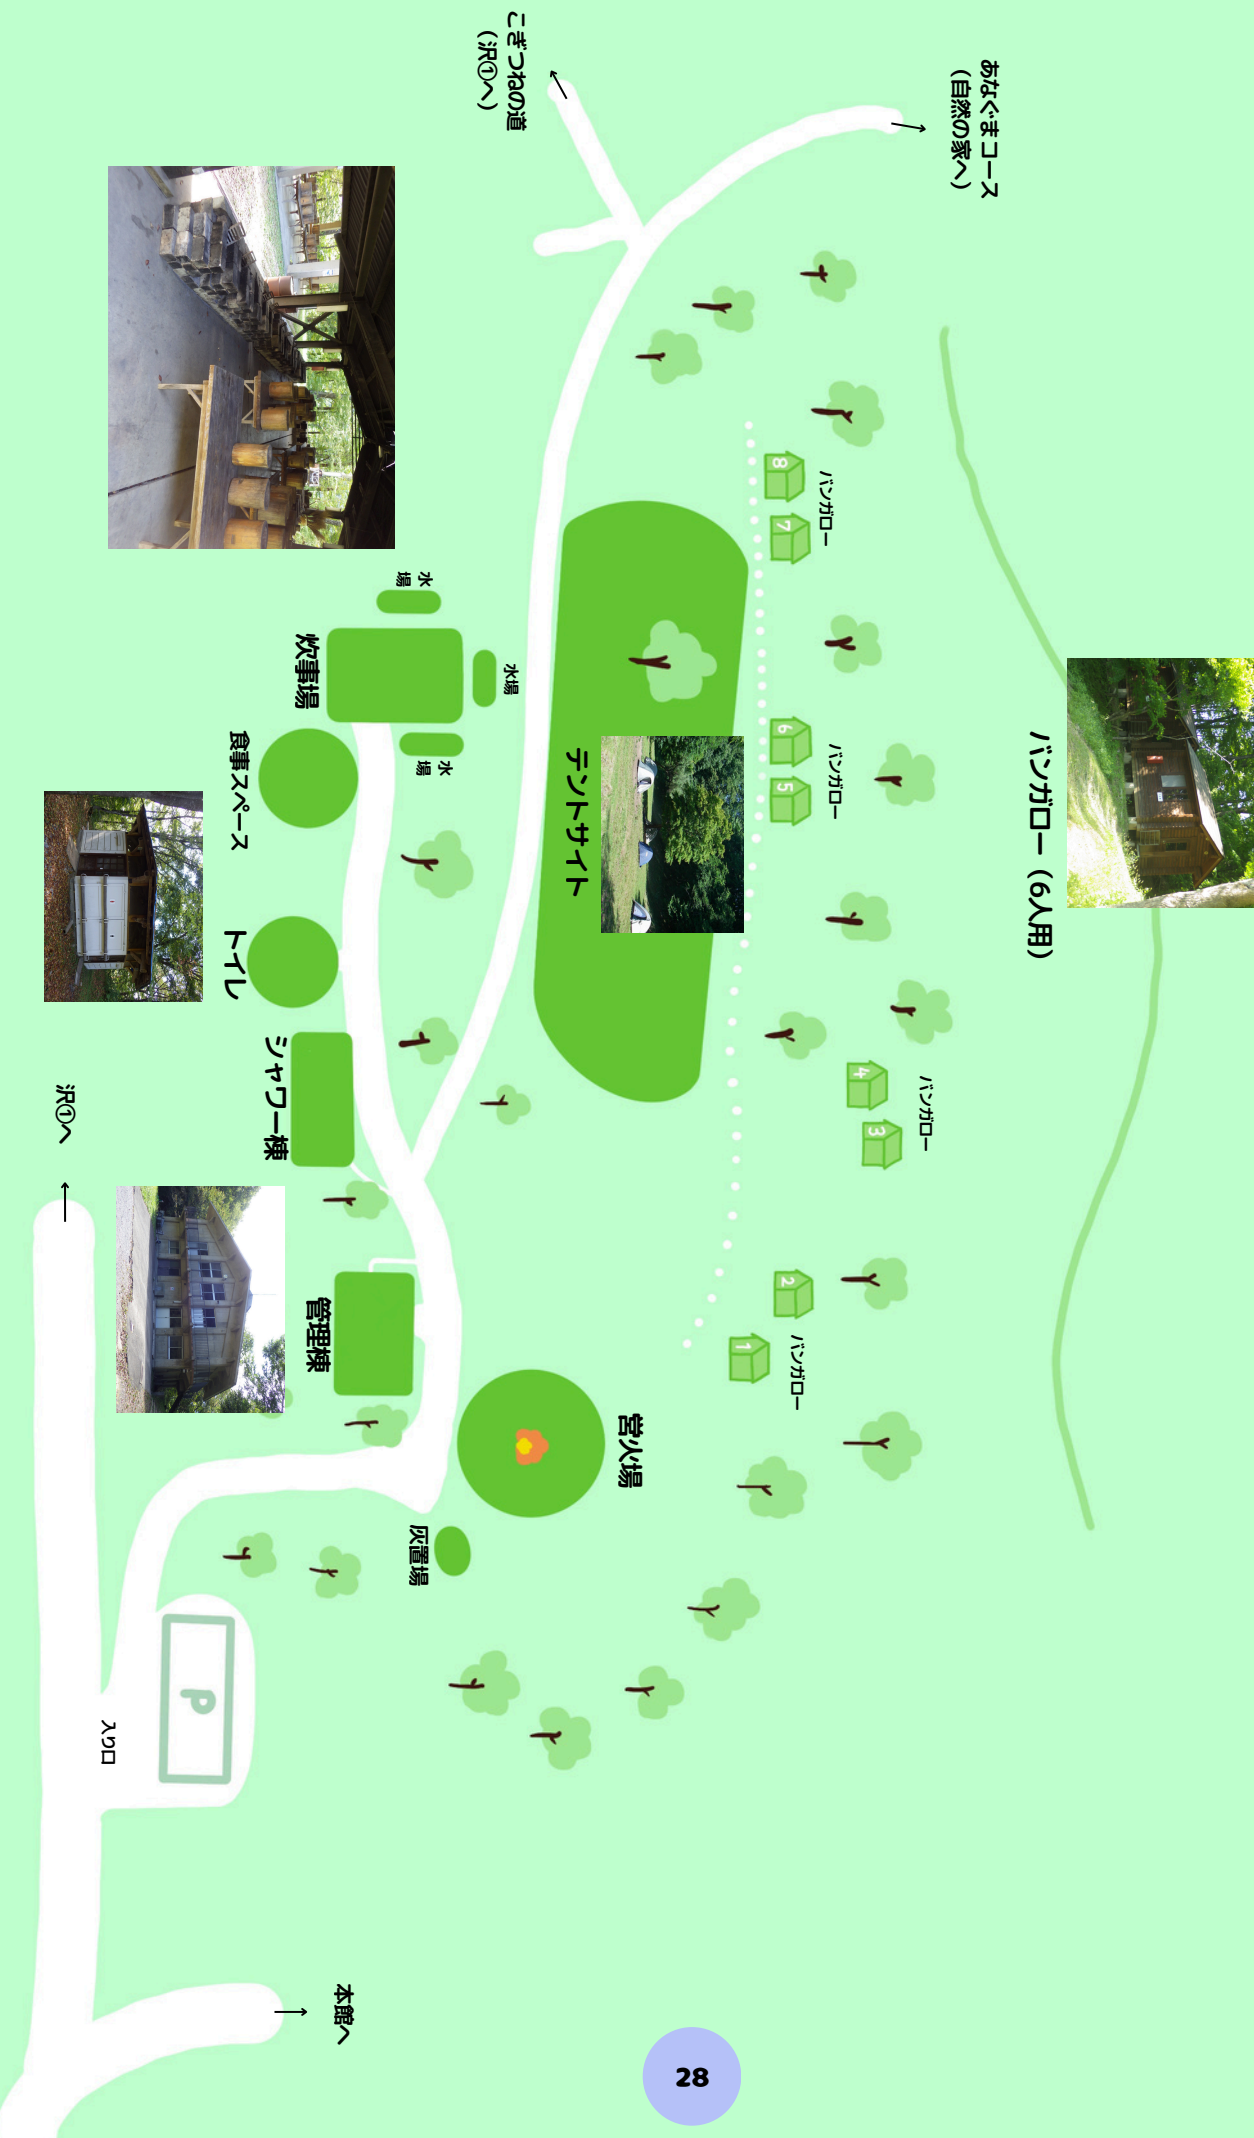 あなぐまコース
(自然の家へ)
こぎつねの道
(沢①へ)
バンガロー(6人用)
バンガロー
8
7
バンガロー
6
5
バンガロー
4
3
バンガロー
2
1
テントサイト
水場
水場
水場
炊事場
食事スペース
トイレ
シャワー棟
管理棟
営火場
灰置場
沢①へ
P
入り口
本館へ
28